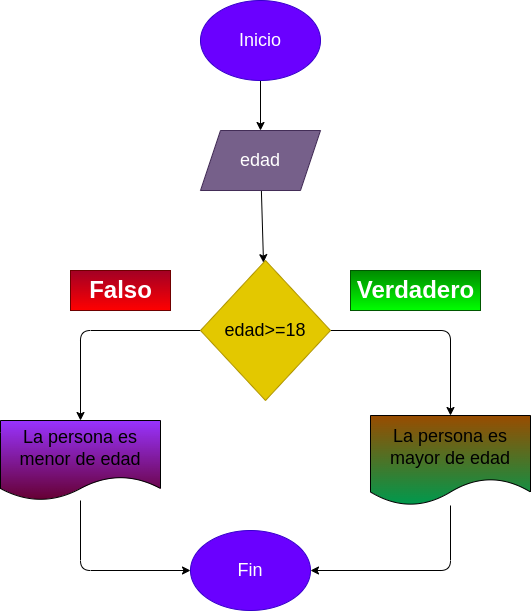 Inicio
edad
Falso
Verdadero
edad>=18
La persona es
menor de edad
La persona es
mayor de edad
Fin